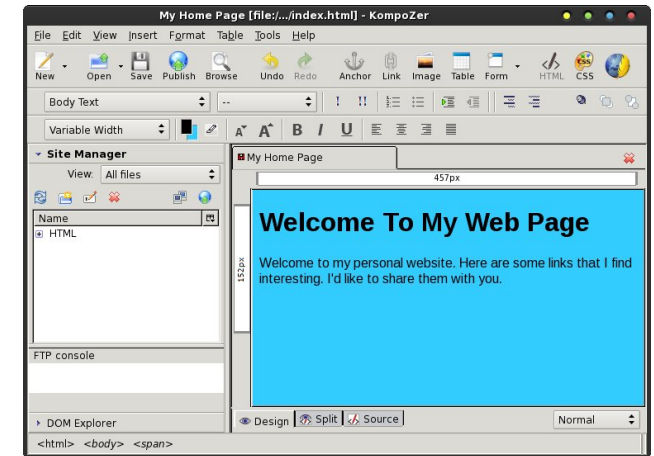 My Home Page [file:/.../index.html] - KompoZer
File Edit View Insert Format Table Tools Help
New Open Save Publish Browse Undo Redo Anchor Link Image Table Form HTML CSS
Body Text --
! !!
Variable Width A A B I U
Site Manager
My Home Page
View: All files
457px
Name
HTML
Welcome To My Web Page
Welcome to my personal website. Here are some links that I find
interesting. I'd like to share them with you.
152px
FTP console
DOM Explorer
Design Split Source Normal
<html> <body> <span>